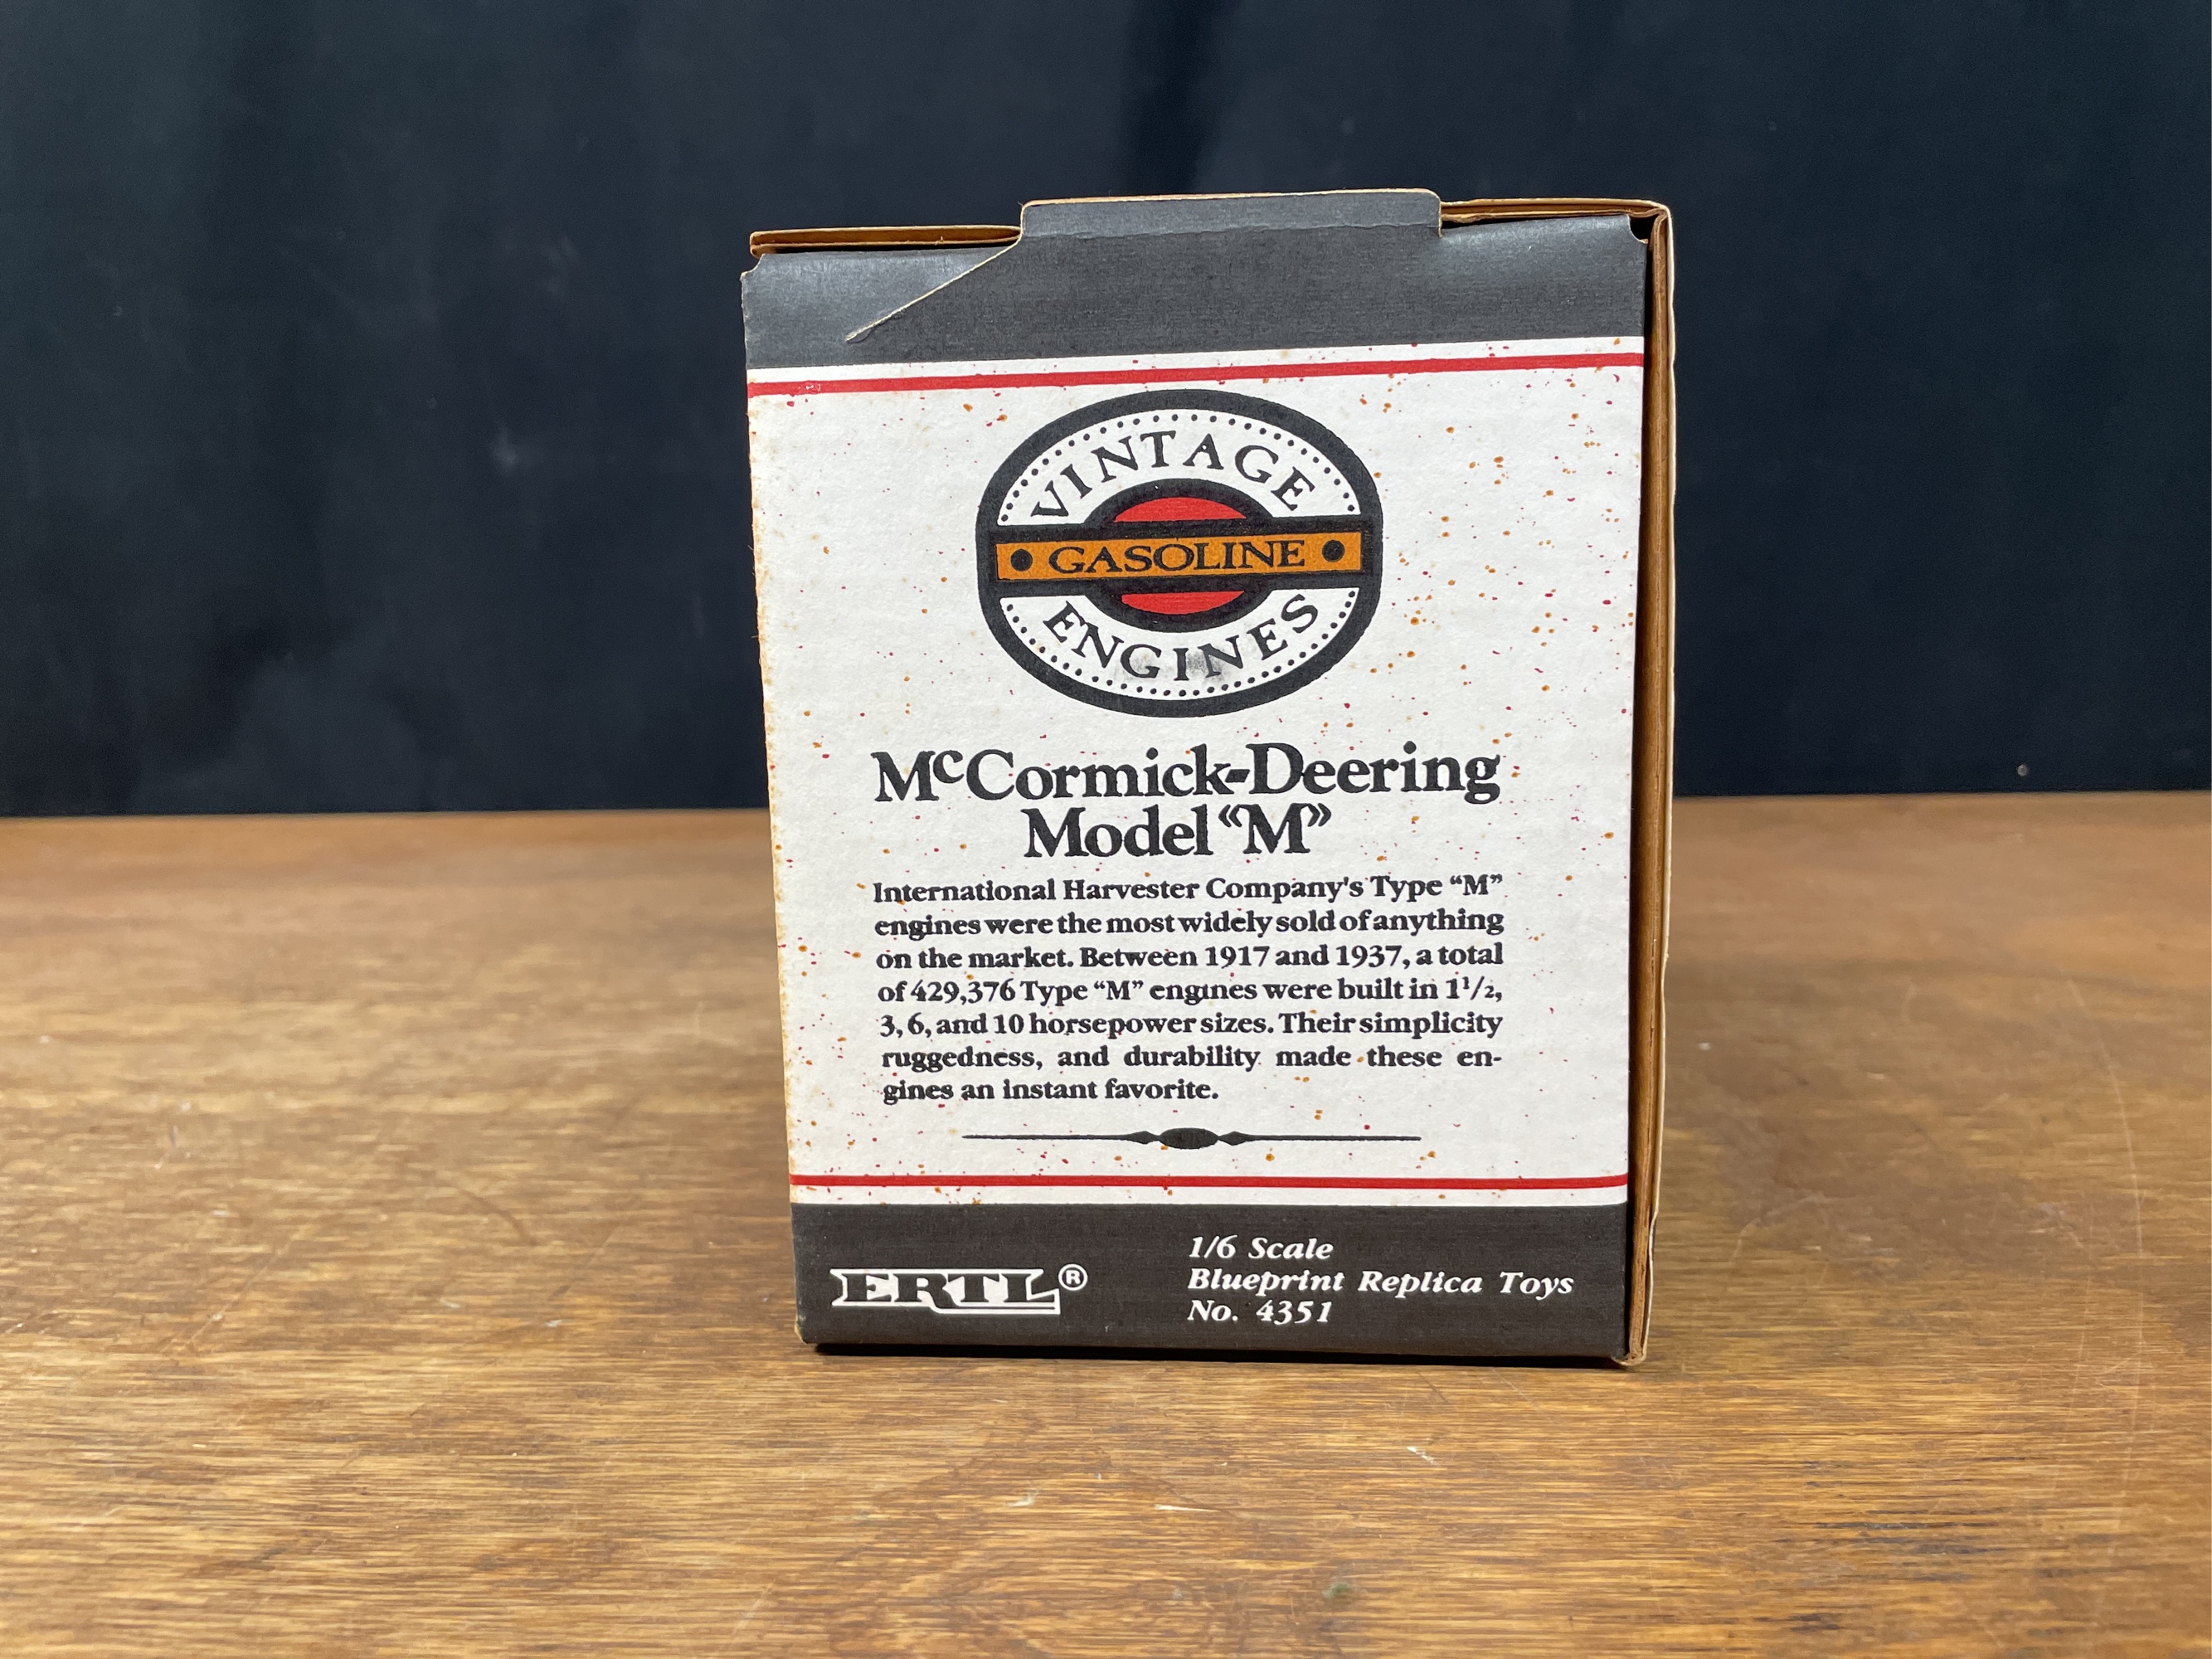 VINTAGE
GASOLINE
ENGINES
McCormick-Deering
Model “M”
International Harvester Company's Type “M”
engines were the most widely sold of anything
on the market. Between 1917 and 1937, a total
of 429,376 Type “M” engines were built in 1 1/2,
3, 6, and 10 horsepower sizes. Their simplicity
ruggedness, and durability made these en-
gines an instant favorite.
ERTL®
1/6 Scale
Blueprint Replica Toys
No. 4351